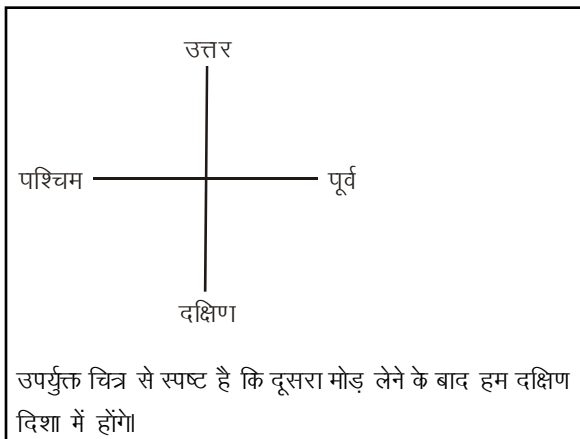 उत्तर
पश्चिम पूर्व
दक्षिण
उपर्युक्त चित्र से स्पष्ट है कि दूसरा मोड़ लेने के बाद हम दक्षिण
दिशा में होंगे।